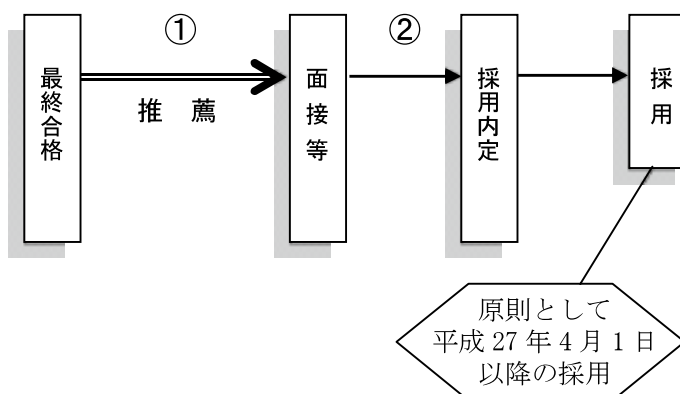 ①
②
最終合格
推 薦
面接等
採用内定
採用
原則として
平成 27 年 4 月 1 日
以降の採用